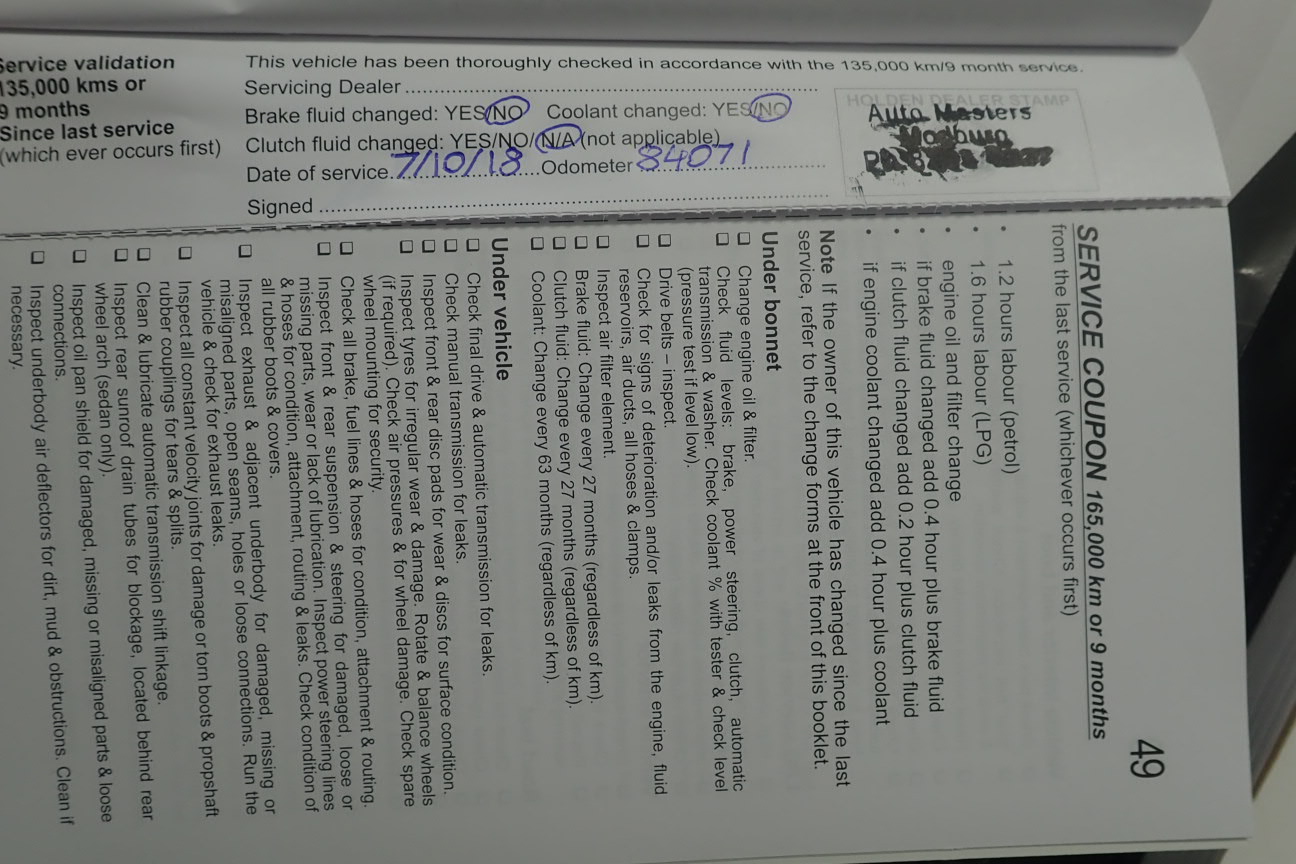 Service validation
135,000 kms or
9 months
Since last service
(which ever occurs first)
This vehicle has been thoroughly checked in accordance with the 135,000 km/9 month service.
Servicing Dealer
Brake fluid changed: YES/NO Coolant changed: YES/NO
Clutch fluid changed: YES/NO/N/A (not applicable)
Date of service 7/10/18 Odometer 84071
Signed
HOLDEN DEALER STAMP
Auto Masters
Modbury
49
SERVICE COUPON 165,000 km or 9 months
from the last service (whichever occurs first)
• 1.2 hours labour (petrol)
• 1.6 hours labour (LPG)
• engine oil and filter change
• if brake fluid changed add 0.4 hour plus brake fluid
• if clutch fluid changed add 0.2 hour plus clutch fluid
• if engine coolant changed add 0.4 hour plus coolant
Note If the owner of this vehicle has changed since the last
service, refer to the change forms at the front of this booklet.
Under bonnet
❑ Change engine oil & filter.
❑ Check fluid levels: brake, power steering, clutch, automatic
transmission & washer. Check coolant % with tester & check level
(pressure test if level low).
❑ Drive belts – inspect.
❑ Check for signs of deterioration and/or leaks from the engine, fluid
reservoirs, air ducts, all hoses & clamps.
❑ Inspect air filter element.
❑ Brake fluid: Change every 27 months (regardless of km).
❑ Clutch fluid: Change every 27 months (regardless of km).
❑ Coolant: Change every 63 months (regardless of km).
Under vehicle
❑ Check final drive & automatic transmission for leaks.
❑ Check manual transmission for leaks.
❑ Inspect front & rear disc pads for wear & discs for surface condition.
❑ Inspect tyres for irregular wear & damage. Rotate & balance wheels
(if required). Check air pressures & for wheel damage. Check spare
wheel mounting for security.
❑ Check all brake, fuel lines & hoses for condition, attachment & routing.
❑ Inspect front & rear suspension & steering for damaged, loose or
missing parts, wear or lack of lubrication. Inspect power steering lines
& hoses for condition, attachment, routing & leaks. Check condition of
all rubber boots & covers.
❑ Inspect exhaust & adjacent underbody for damaged, missing or
misaligned parts, open seams, holes or loose connections. Run the
vehicle & check for exhaust leaks.
❑ Inspect all constant velocity joints for damage or torn boots & propshaft
rubber couplings for tears & splits.
❑ Clean & lubricate automatic transmission shift linkage.
❑ Inspect rear sunroof drain tubes for blockage, located behind rear
wheel arch (sedan only).
❑ Inspect oil pan shield for damaged, missing or misaligned parts & loose
connections.
❑ Inspect underbody air deflectors for dirt, mud & obstructions. Clean if
necessary.